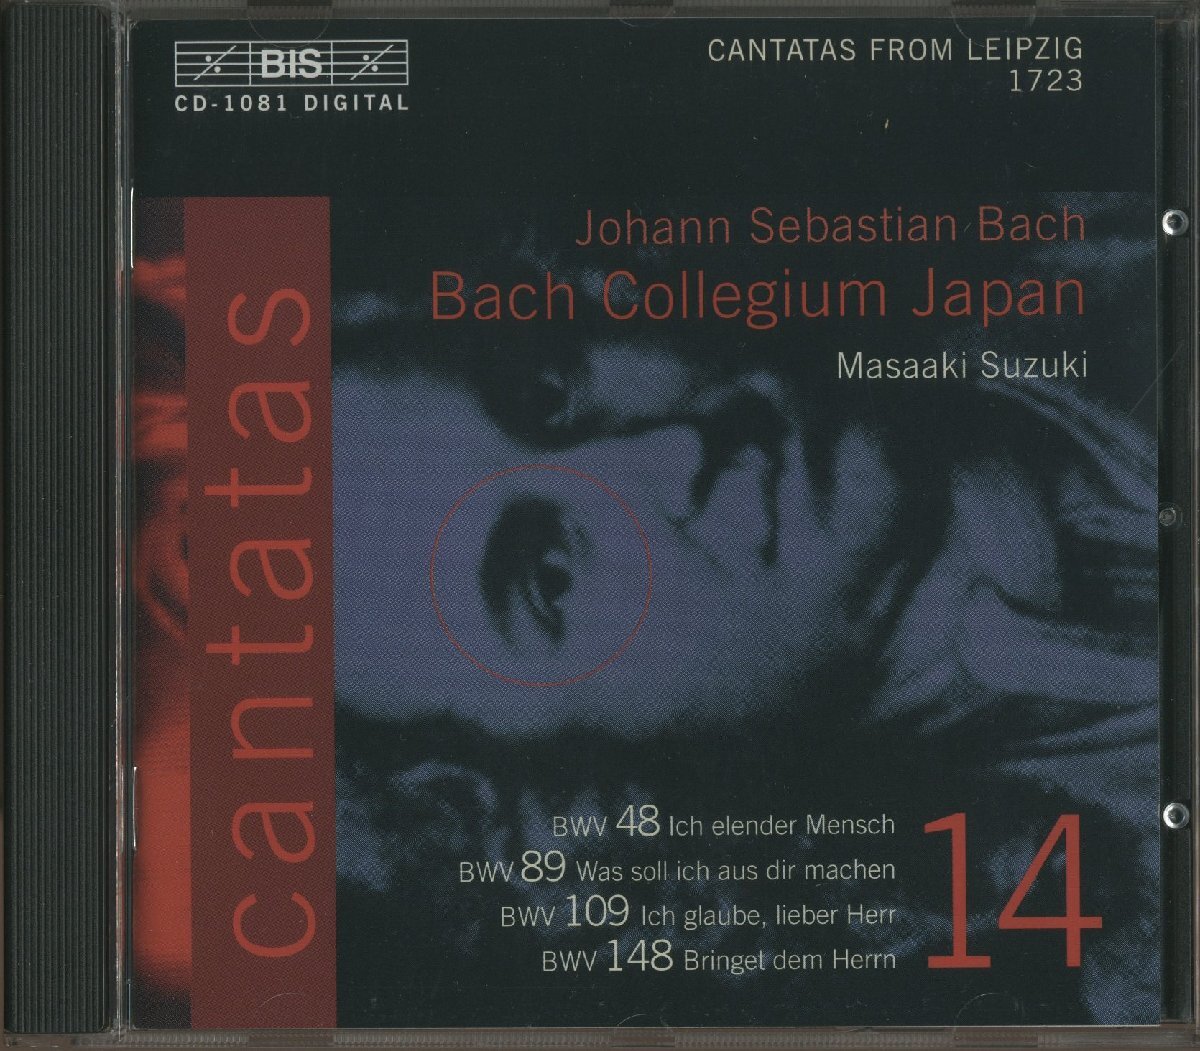 BIS
CD-1081 DIGITAL
CANTATAS FROM LEIPZIG
1723
Johann Sebastian Bach
Bach Collegium Japan
Masaaki Suzuki
cantatas
BWV 48 Ich elender Mensch
BWV 89 Was soll ich aus dir machen
BWV 109 Ich glaube, lieber Herr
BWV 148 Bringet dem Herrn
14